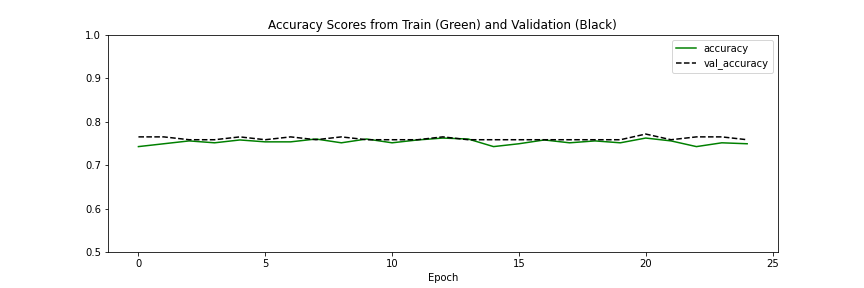 Accuracy Scores from Train (Green) and Validation (Black)
1.0
0.9
0.8
0.7
0.6
0.5
accuracy
val_accuracy
0 5 10 15 20 25
Epoch